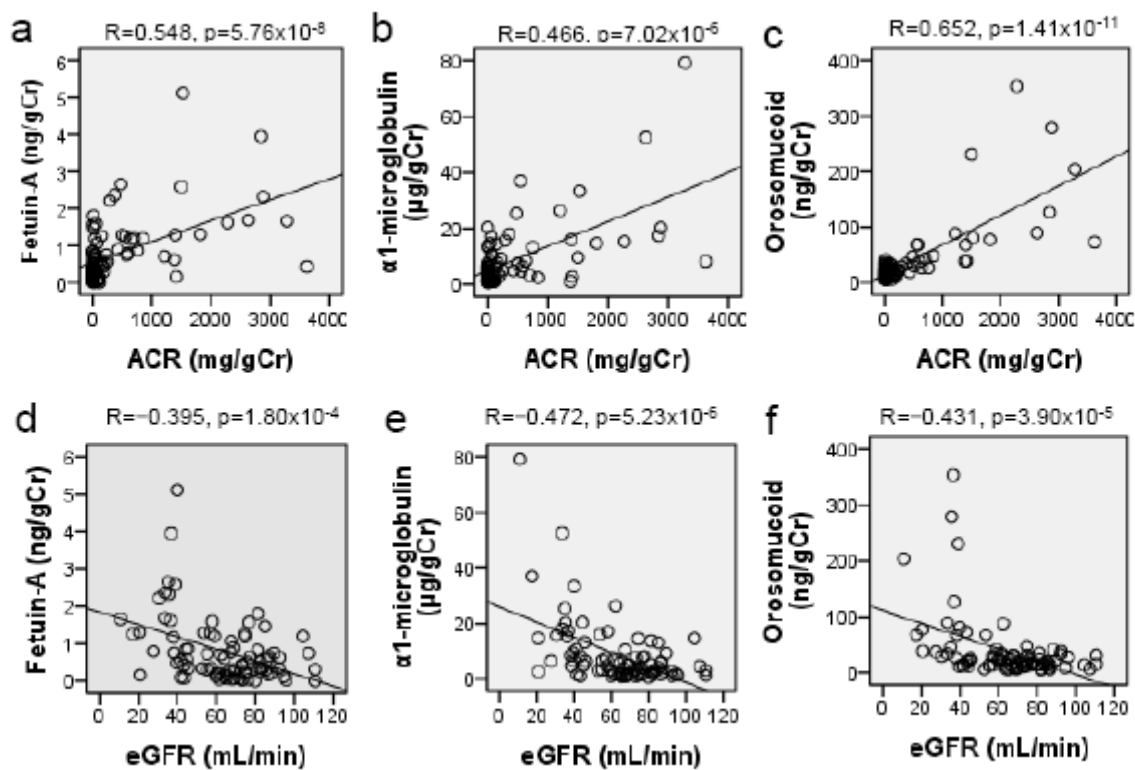 a
R=0.548, p=5.76x10⁻⁸
Fetuin-A (ng/gCr)
6
5
4
3
2
1
0
0 1000 2000 3000 4000
ACR (mg/gCr)
b
R=0.466. p=7.02x10⁻⁶
α1-microglobulin
(µg/gCr)
80
60
40
20
0
0 1000 2000 3000 4000
ACR (mg/gCr)
c
R=0.652, p=1.41x10⁻¹¹
Orosomucoid
(ng/gCr)
400
300
200
100
0
0 1000 2000 3000 4000
ACR (mg/gCr)
d
R=−0.395, p=1.80x10⁻⁴
Fetuin-A (ng/gCr)
6
5
4
3
2
1
0
0 20 40 60 80 100 120
eGFR (mL/min)
e
R=−0.472, p=5.23x10⁻⁶
α1-microglobulin
(µg/gCr)
80
60
40
20
0
0 20 40 60 80 100 120
eGFR (mL/min)
f
R=−0.431, p=3.90x10⁻⁵
Orosomucoid
(ng/gCr)
400
300
200
100
0
0 20 40 60 80 100 120
eGFR (mL/min)